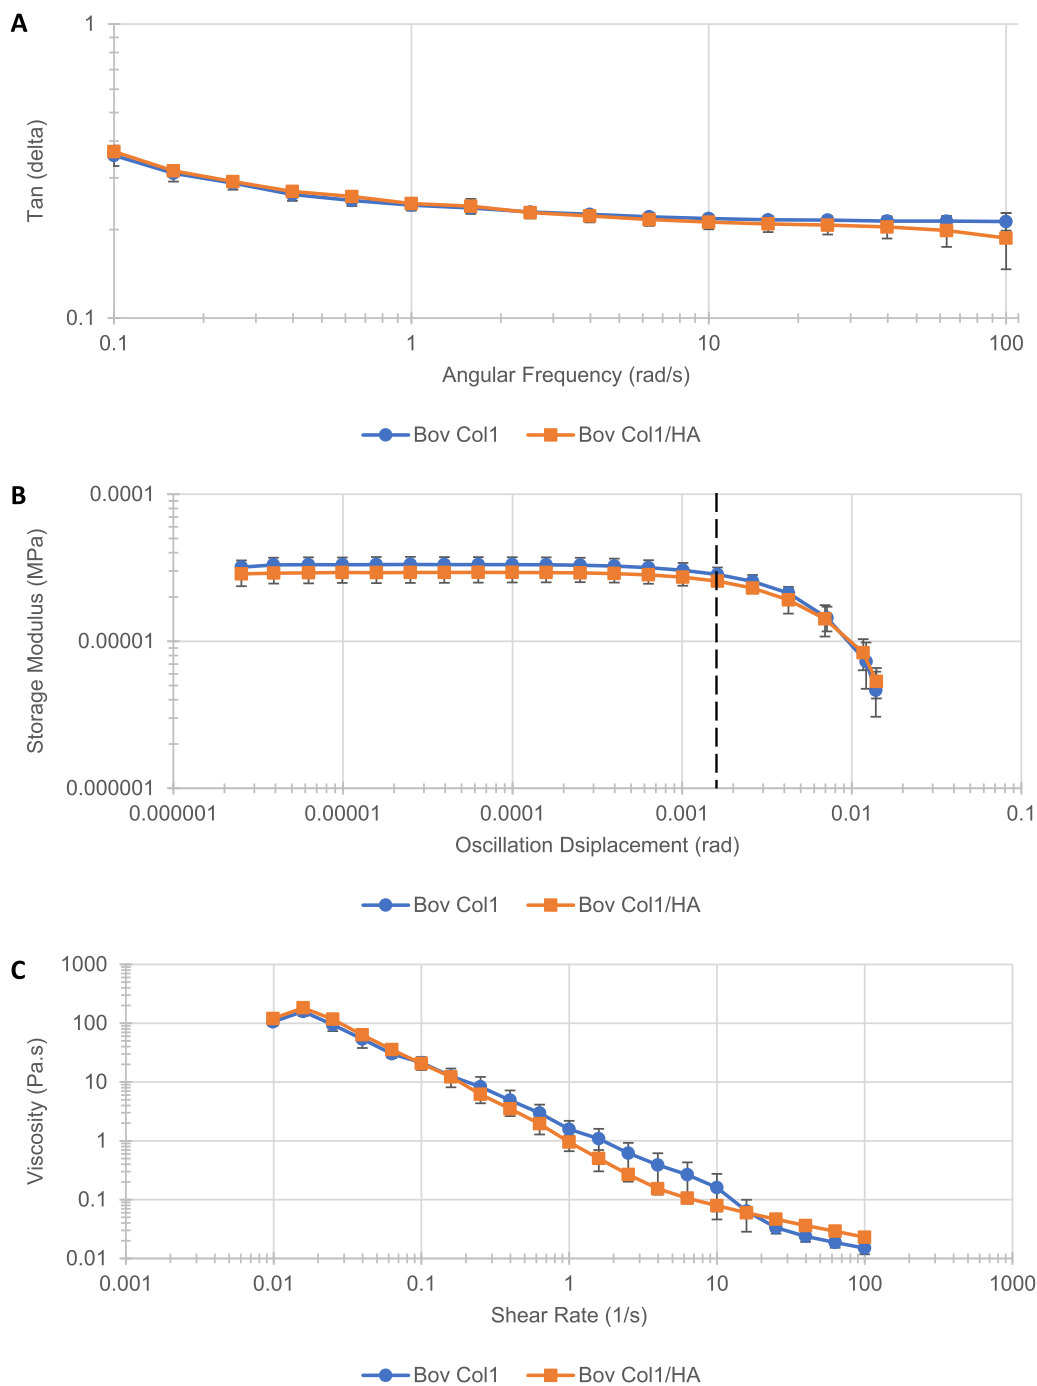 A
Tan (delta)
1
0.1
0.1 1 10 100
Angular Frequency (rad/s)
Bov Col1 Bov Col1/HA
B
Storage Modulus (MPa)
0.0001
0.00001
0.000001
0.000001 0.00001 0.0001 0.001 0.01 0.1
Oscillation Dsiplacement (rad)
Bov Col1 Bov Col1/HA
C
Viscosity (Pa.s)
1000
100
10
1
0.1
0.01
0.001 0.01 0.1 1 10 100 1000
Shear Rate (1/s)
Bov Col1 Bov Col1/HA